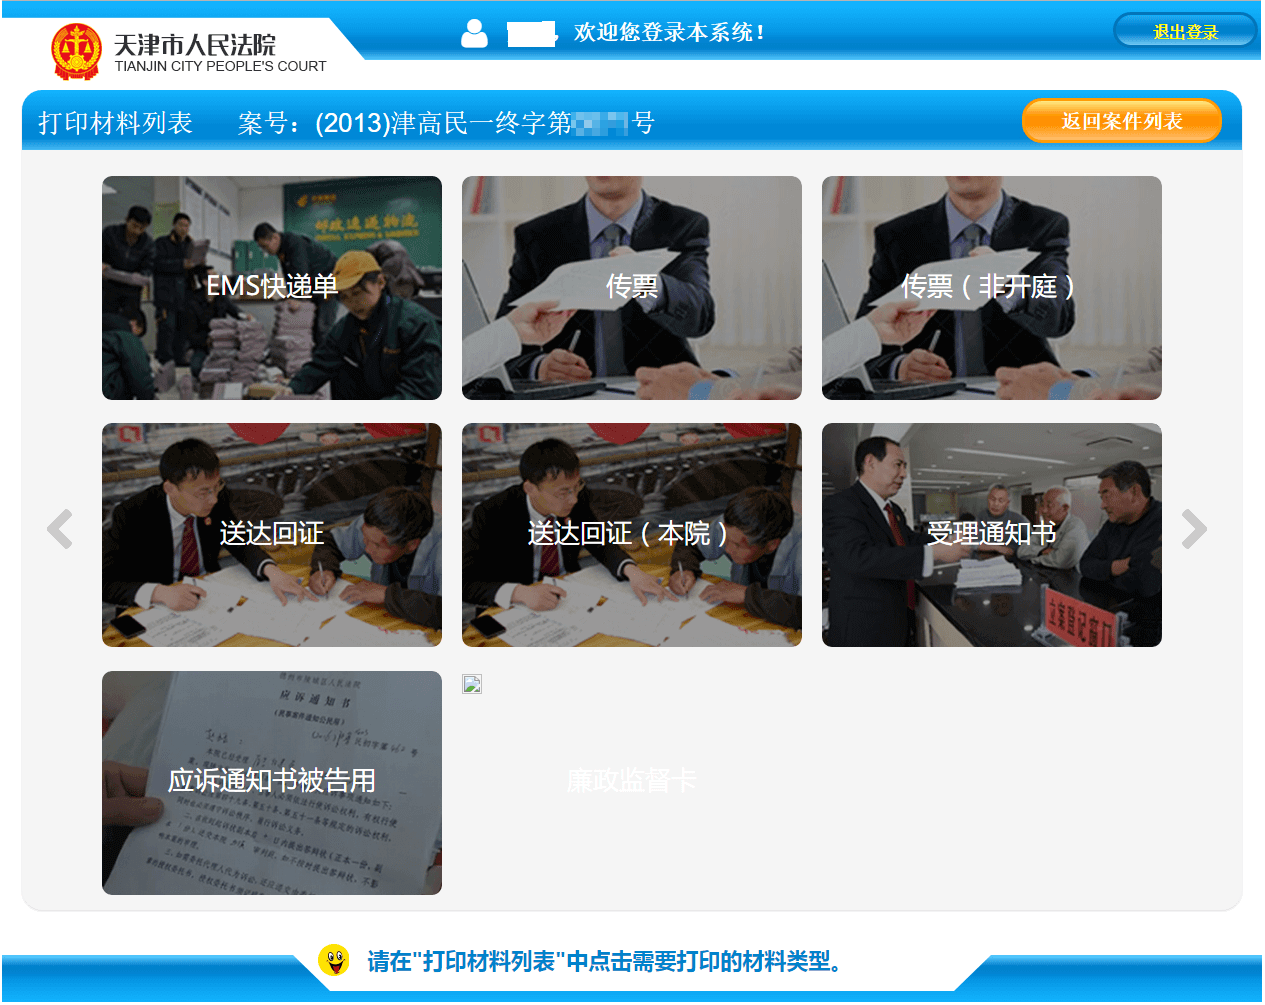 天津市人民法院
TIANJIN CITY PEOPLE'S COURT
欢迎您登录本系统！
退出登录
打印材料列表 案号：(2013)津高民一终字第 号
返回案件列表
EMS快递单
传票
传票（非开庭）
送达回证
送达回证（本院）
受理通知书
应诉通知书
应诉通知书被告用
廉政监督卡
请在"打印材料列表"中点击需要打印的材料类型。